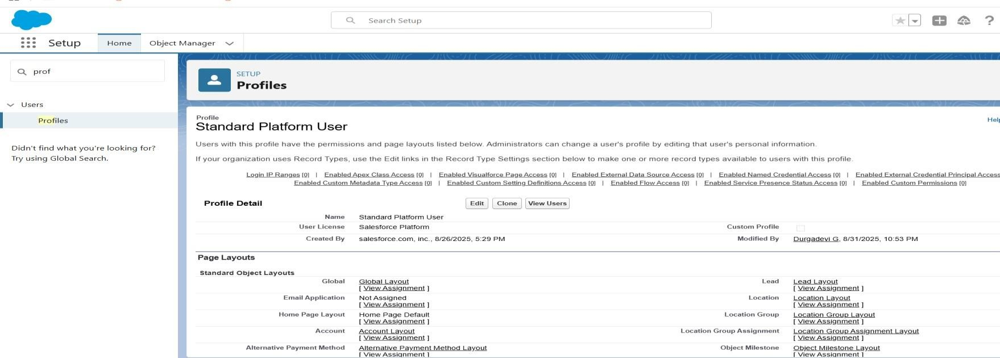 Search Setup
Setup
Home
Object Manager
prof
Users
Profiles
Didn't find what you're looking for?
Try using Global Search.
SETUP
Profiles
Profile
Standard Platform User
Help
Users with this profile have the permissions and page layouts listed below. Administrators can change a user's profile by editing that user's personal information.
If your organization uses Record Types, use the Edit links in the Record Type Settings section below to make one or more record types available to users with this profile.
Login IP Ranges [0] | Enabled Apex Class Access [0] | Enabled Visualforce Page Access [0] | Enabled External Data Source Access [0] | Enabled Named Credential Access [0] | Enabled External Credential Principal Access
Enabled Custom Metadata Type Access [0] | Enabled Custom Setting Definitions Access [0] | Enabled Flow Access [0] | Enabled Service Presence Status Access [0] | Enabled Custom Permissions [0]
Profile Detail Edit Clone View Users
Name Standard Platform User
User License Salesforce Platform Custom Profile
Created By salesforce.com, inc., 8/26/2025, 5:29 PM Modified By Durgadevi G, 8/31/2025, 10:53 PM
Page Layouts
Standard Object Layouts
Global Global Layout Lead Lead Layout
[ View Assignment ] [ View Assignment ]
Email Application Not Assigned Location Location Layout
[ View Assignment ] [ View Assignment ]
Home Page Layout Home Page Default Location Group Location Group Layout
[ View Assignment ] [ View Assignment ]
Account Account Layout Location Group Assignment Location Group Assignment Layout
[ View Assignment ] [ View Assignment ]
Alternative Payment Method Alternative Payment Method Layout Object Milestone Object Milestone Layout
[ View Assignment ] [ View Assignment ]